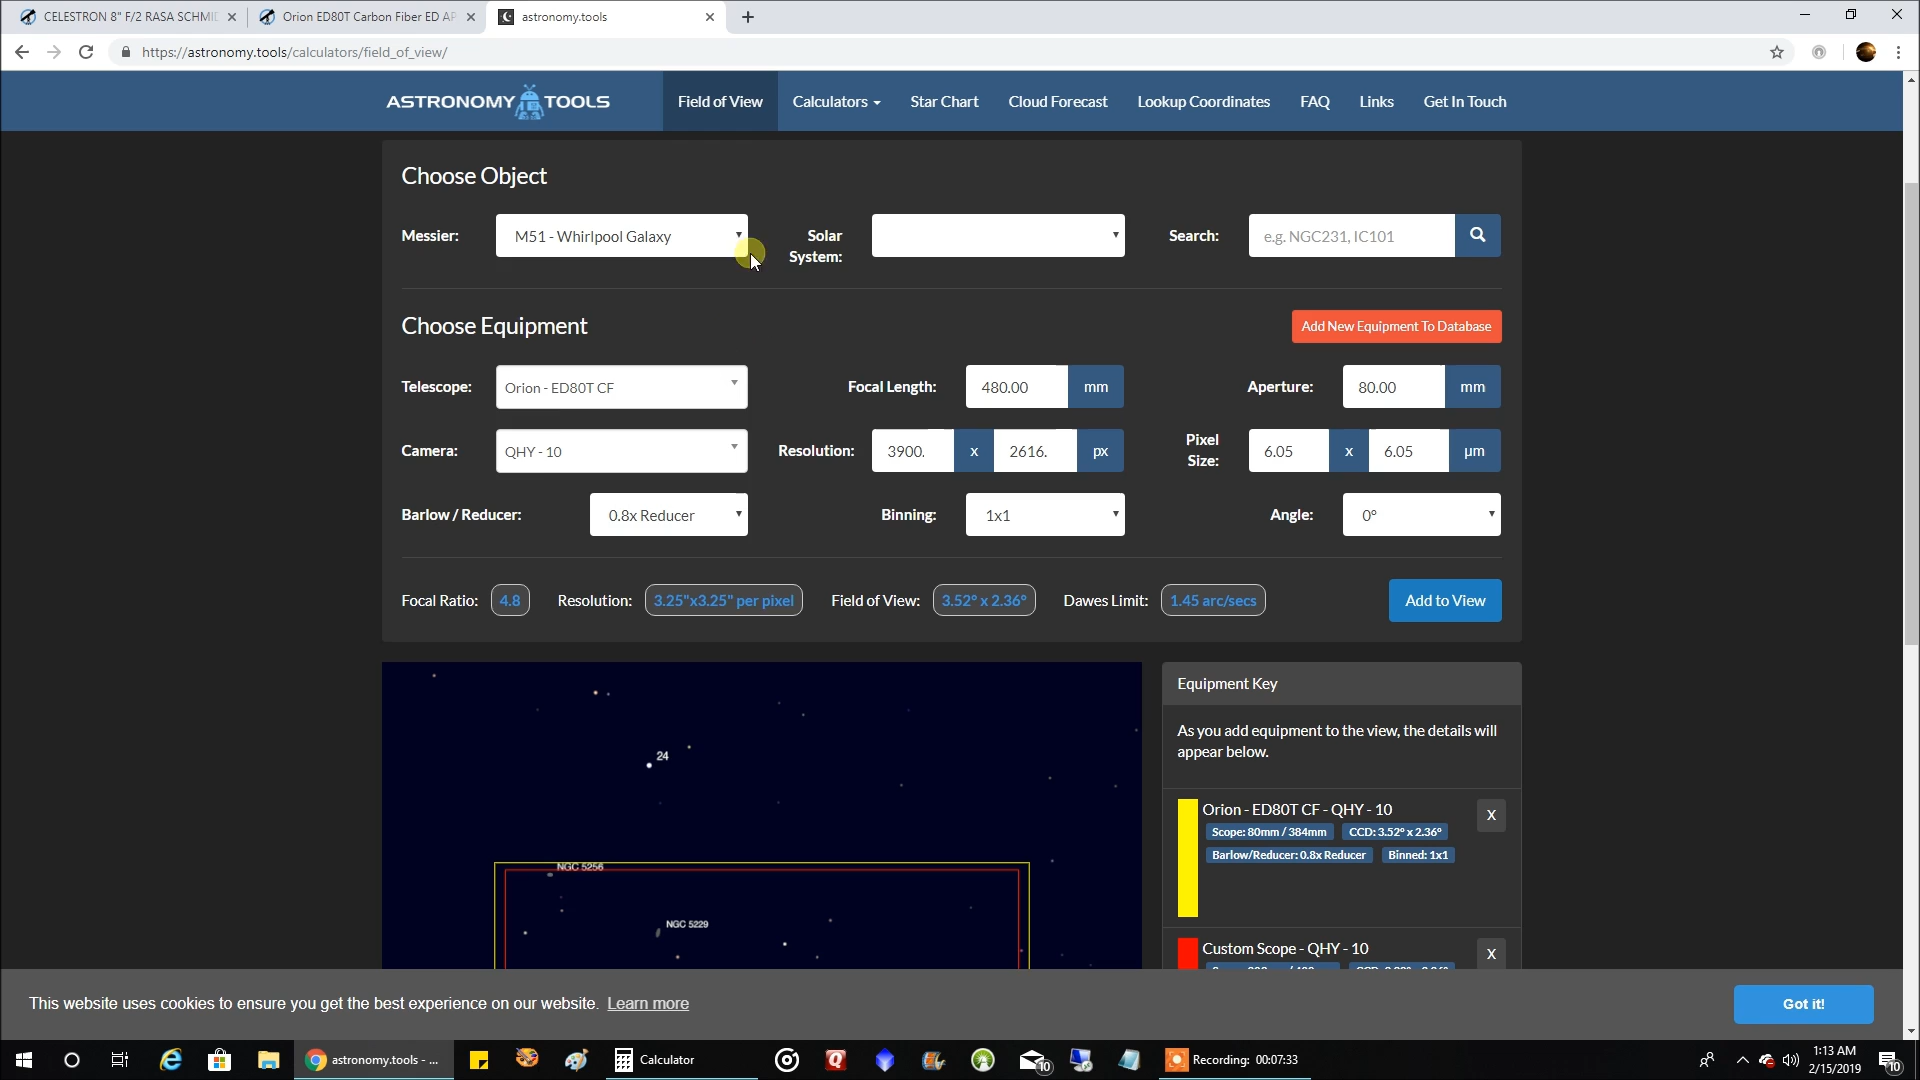 CELESTRON 8" F/2 RASA SCHMI
Orion ED80T Carbon Fiber ED AP
astronomy.tools
https://astronomy.tools/calculators/field_of_view/
ASTRONOMY TOOLS
Field of View
Calculators
Star Chart
Cloud Forecast
Lookup Coordinates
FAQ
Links
Get In Touch
Choose Object
Messier:
M51 - Whirlpool Galaxy
Solar
System:
Search:
e.g. NGC231, IC101
Choose Equipment
Add New Equipment To Database
Telescope:
Orion - ED80T CF
Focal Length:
480.00
mm
Aperture:
80.00
mm
Camera:
QHY - 10
Resolution:
3900.
x
2616.
px
Pixel
Size:
6.05
x
6.05
µm
Barlow / Reducer:
0.8x Reducer
Binning:
1x1
Angle:
0°
Focal Ratio:
4.8
Resolution:
3.25"x3.25" per pixel
Field of View:
3.52° x 2.36°
Dawes Limit:
1.45 arc/secs
Add to View
24
NGC 5256
NGC 5229
Equipment Key
As you add equipment to the view, the details will
appear below.
Orion - ED80T CF - QHY - 10
X
Scope: 80mm / 384mm
CCD: 3.52° x 2.36°
Barlow/Reducer: 0.8x Reducer
Binned: 1x1
Custom Scope - QHY - 10
X
This website uses cookies to ensure you get the best experience on our website. Learn more
Got it!
astronomy.tools - ...
Calculator
10
Recording: 00:07:33
1:13 AM
2/15/2019
10